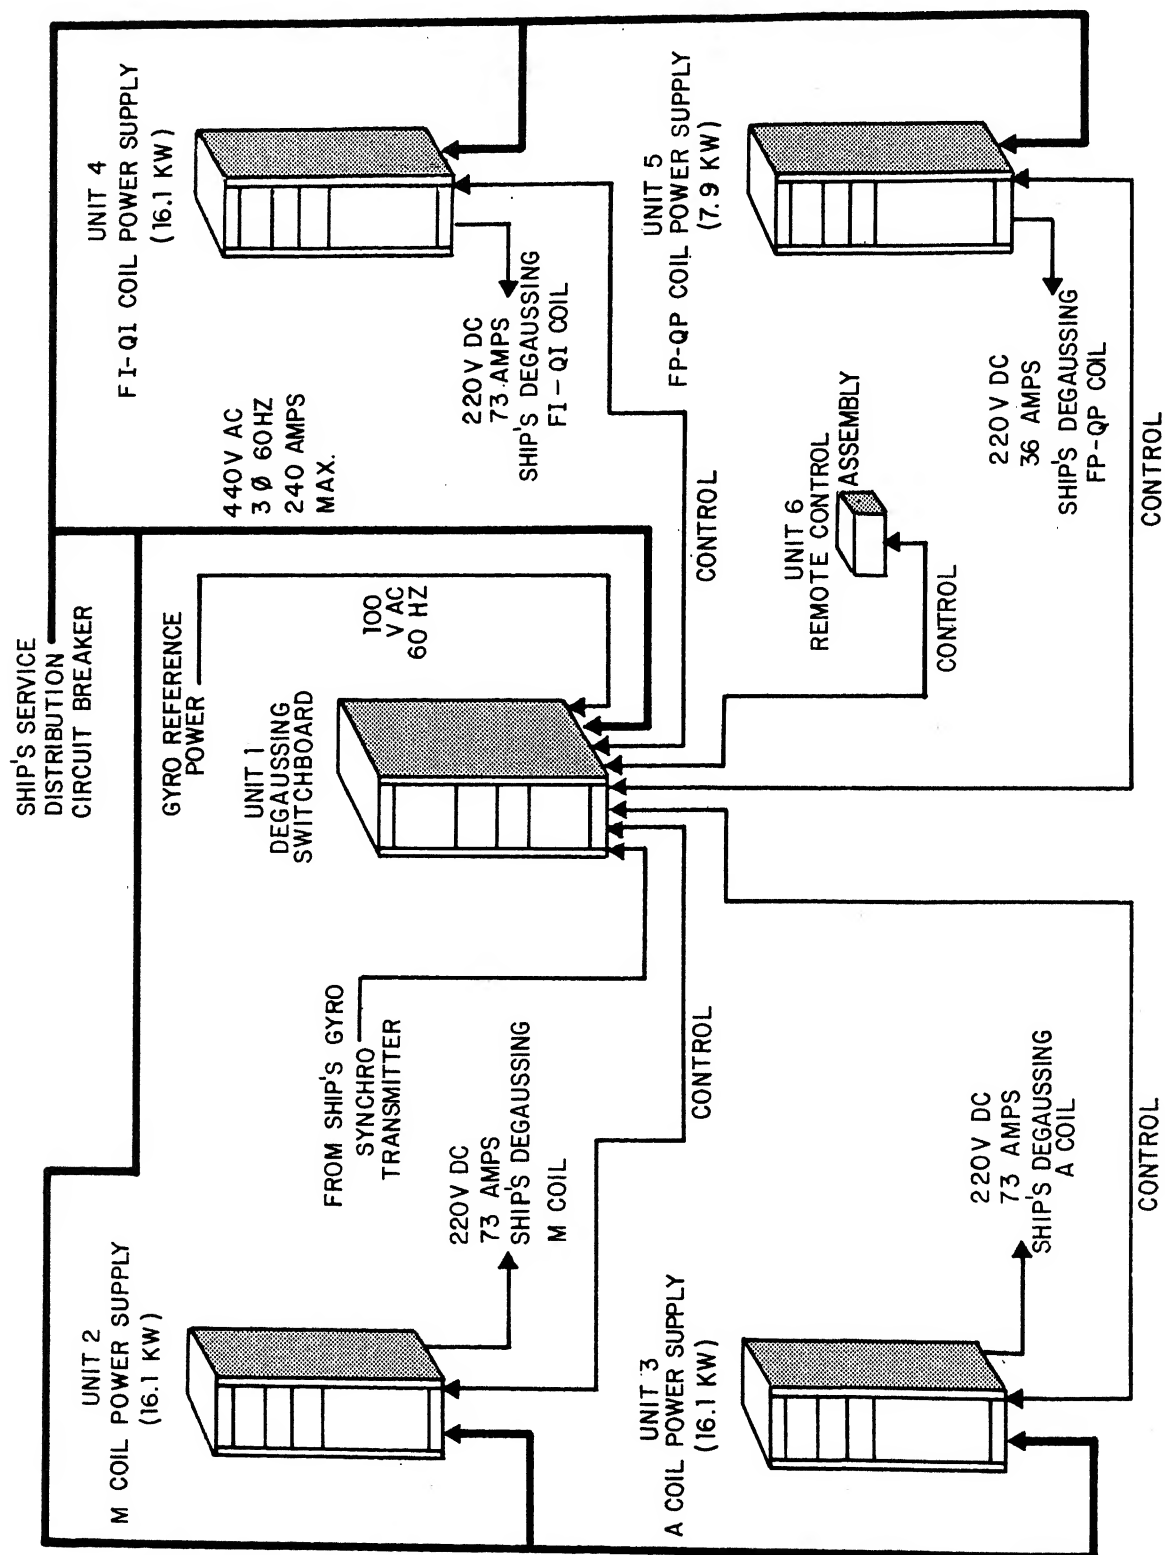 SHIP'S SERVICE
DISTRIBUTION
CIRCUIT BREAKER
GYRO REFERENCE
POWER
440V AC
3 Ø 60HZ
240 AMPS
MAX.
100
V AC
60 HZ
UNIT 2
M COIL POWER SUPPLY
(16.1 KW)
220V DC
73 AMPS
SHIP'S DEGAUSSING
M COIL
FROM SHIP'S GYRO
SYNCHRO
TRANSMITTER
UNIT 1
DEGAUSSING
SWITCHBOARD
UNIT 4
FI-QI COIL POWER SUPPLY
(16.1 KW)
220V DC
73 AMPS
SHIP'S DEGAUSSING
FI-QI COIL
CONTROL
CONTROL
UNIT 3
A COIL POWER SUPPLY
(16.1 KW)
220V DC
73 AMPS
SHIP'S DEGAUSSING
A COIL
CONTROL
UNIT 6
REMOTE CONTROL
ASSEMBLY
CONTROL
UNIT 5
FP-QP COIL POWER SUPPLY
(7.9 KW)
220V DC
36 AMPS
SHIP'S DEGAUSSING
FP-QP COIL
CONTROL